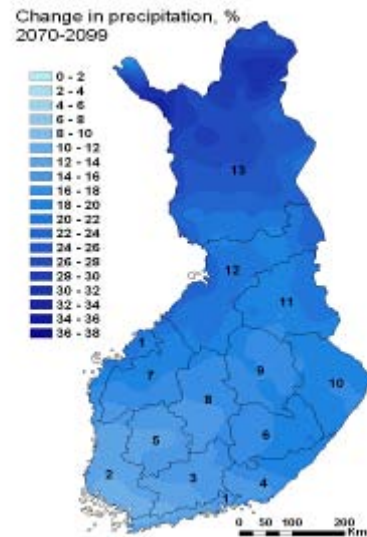 Change in precipitation, %
2070-2099
0 - 2
2 - 4
4 - 6
6 - 8
8 - 10
10 - 12
12 - 14
14 - 16
16 - 18
18 - 20
20 - 22
22 - 24
24 - 26
26 - 28
28 - 30
30 - 32
32 - 34
34 - 36
36 - 38
13
12
11
1
7
9
10
8
5
6
2
3
4
1
0 50 100 200
Km